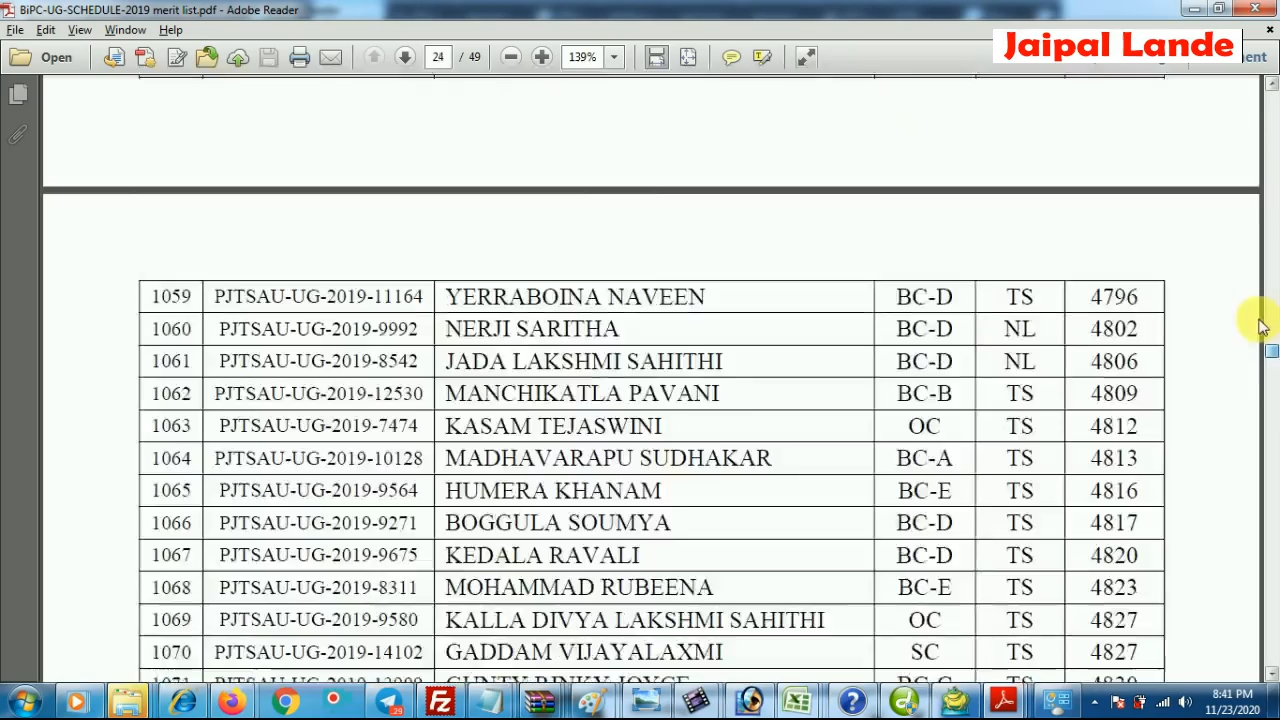 BiPC-UG-SCHEDULE-2019 merit list.pdf - Adobe Reader
File Edit View Window Help
Jaipal Lande
Open 24 / 49 139%
1059 PJTSAU-UG-2019-11164 YERRABOINA NAVEEN BC-D TS 4796
1060 PJTSAU-UG-2019-9992 NERJI SARITHA BC-D NL 4802
1061 PJTSAU-UG-2019-8542 JADA LAKSHMI SAHITHI BC-D NL 4806
1062 PJTSAU-UG-2019-12530 MANCHIKATLA PAVANI BC-B TS 4809
1063 PJTSAU-UG-2019-7474 KASAM TEJASWINI OC TS 4812
1064 PJTSAU-UG-2019-10128 MADHAVARAPU SUDHAKAR BC-A TS 4813
1065 PJTSAU-UG-2019-9564 HUMERA KHANAM BC-E TS 4816
1066 PJTSAU-UG-2019-9271 BOGGULA SOUMYA BC-D TS 4817
1067 PJTSAU-UG-2019-9675 KEDALA RAVALI BC-D TS 4820
1068 PJTSAU-UG-2019-8311 MOHAMMAD RUBEENA BC-E TS 4823
1069 PJTSAU-UG-2019-9580 KALLA DIVYA LAKSHMI SAHITHI OC TS 4827
1070 PJTSAU-UG-2019-14102 GADDAM VIJAYALAXMI SC TS 4827
29
8:41 PM
11/23/2020